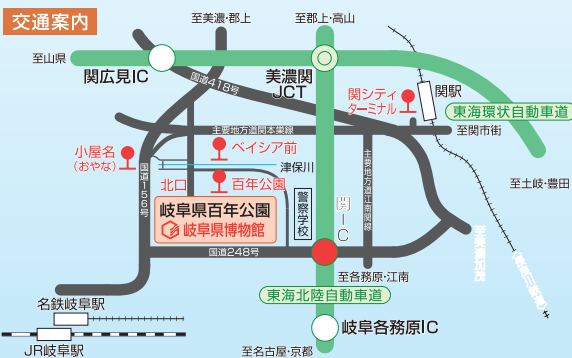 交通案内
至美濃・郡上
至郡上・高山
至山県
関広見IC
国道418号
美濃関
JCT
関シティ
ターミナル
関駅
東海環状自動車道
主要地方道関本巣線
至関市街
小屋名
(おやな)
ベイシア前
津保川
北口
百年公園
国道156号
岐阜県百年公園
岐阜県博物館
警察学校
関IC
主要地方道江南関線
至土岐・豊田
国道248号
至各務原・江南
東海北陸自動車道
名鉄岐阜駅
JR岐阜駅
岐阜各務原IC
至名古屋・京都